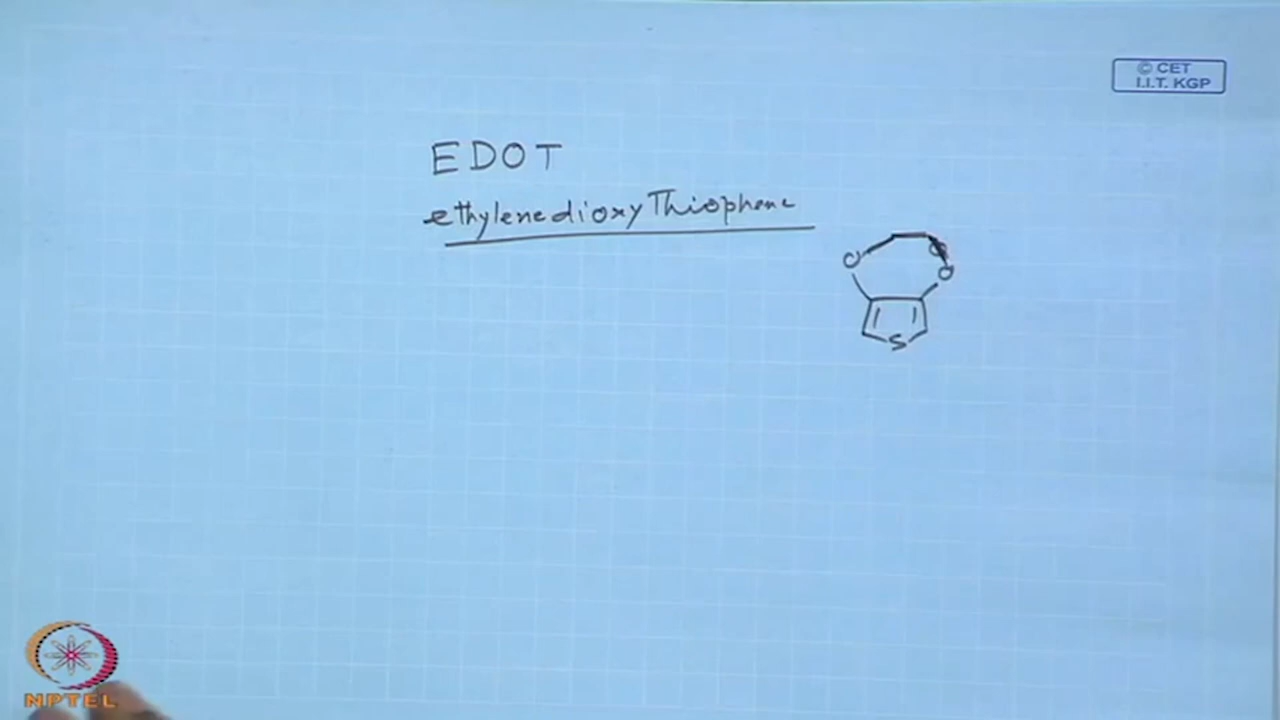 © CET
I.I.T. KGP
EDOT
ethylenedioxyThiophene
O
O
S
NPTEL